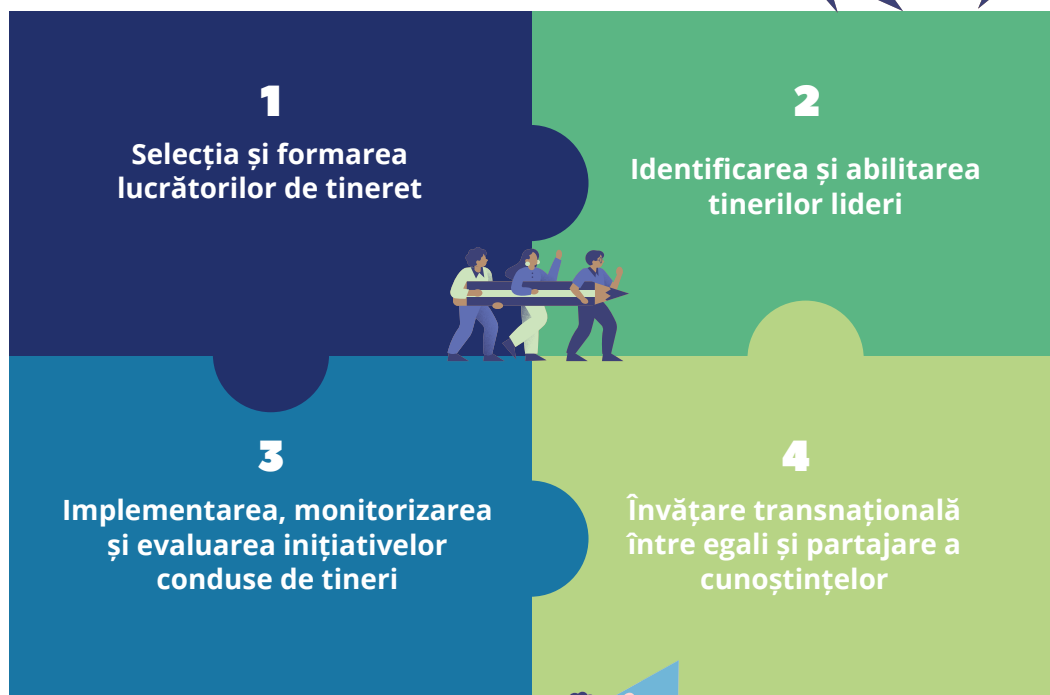 1
Selecția și formarea
lucrătorilor de tineret
2
Identificarea și abilitarea
tinerilor lideri
3
Implementarea, monitorizarea
și evaluarea inițiativelor
conduse de tineri
4
Învățare transnațională
între egali și partajare a
cunoștințelor